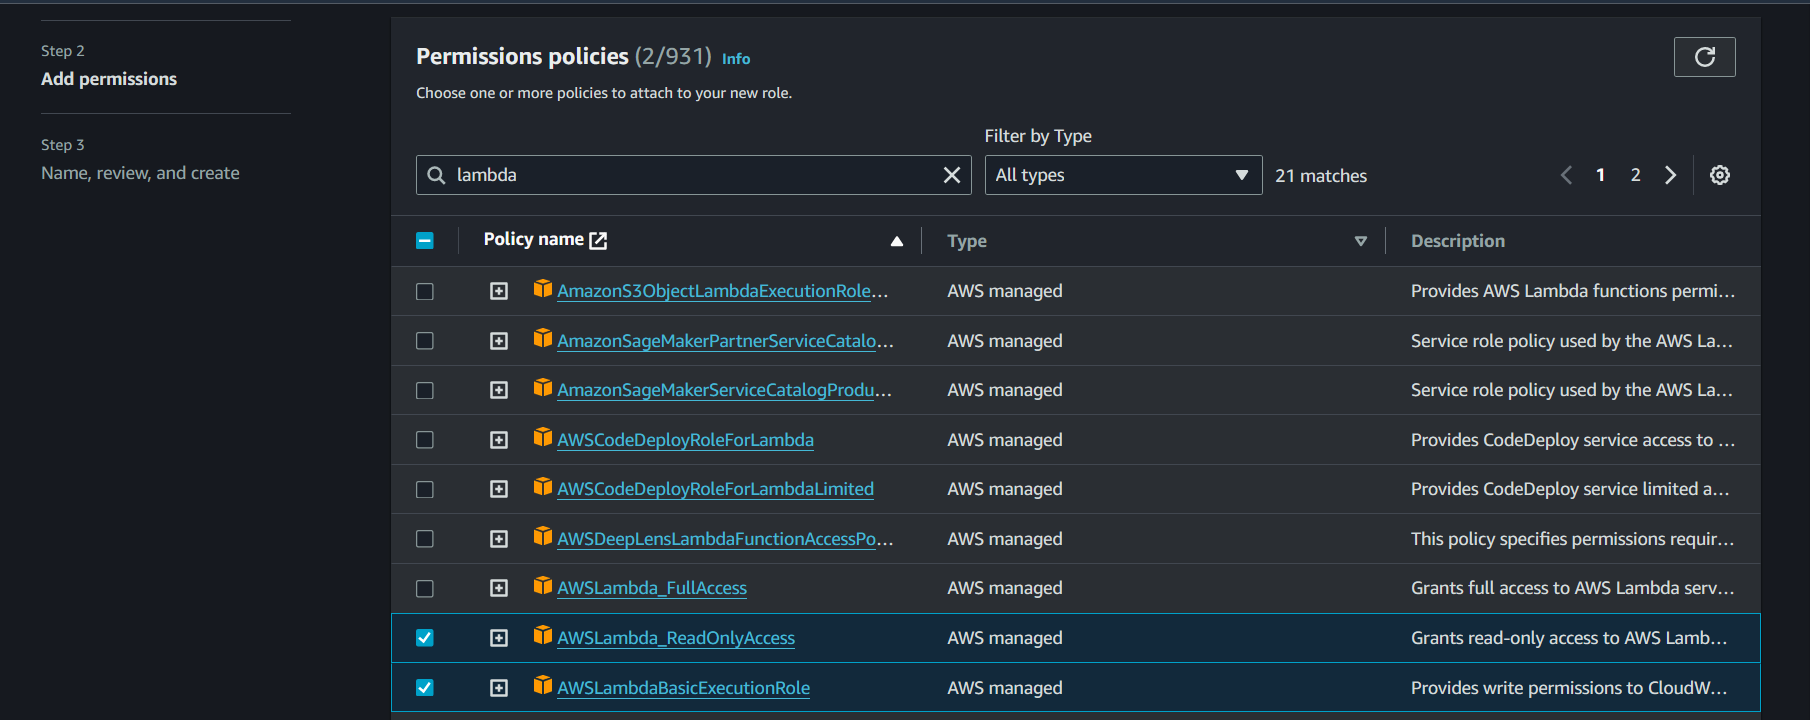 Step 2
Add permissions
Step 3
Name, review, and create
Permissions policies (2/931) Info
Choose one or more policies to attach to your new role.
Filter by Type
lambda
All types
21 matches
1 2
Policy name Type Description
AmazonS3ObjectLambdaExecutionRole... AWS managed Provides AWS Lambda functions permi...
AmazonSageMakerPartnerServiceCatalo... AWS managed Service role policy used by the AWS La...
AmazonSageMakerServiceCatalogProdu... AWS managed Service role policy used by the AWS La...
AWSCodeDeployRoleForLambda AWS managed Provides CodeDeploy service access to ...
AWSCodeDeployRoleForLambdaLimited AWS managed Provides CodeDeploy service limited a...
AWSDeepLensLambdaFunctionAccessPo... AWS managed This policy specifies permissions requir...
AWSLambda_FullAccess AWS managed Grants full access to AWS Lambda serv...
AWSLambda_ReadOnlyAccess AWS managed Grants read-only access to AWS Lamb...
AWSLambdaBasicExecutionRole AWS managed Provides write permissions to CloudW...